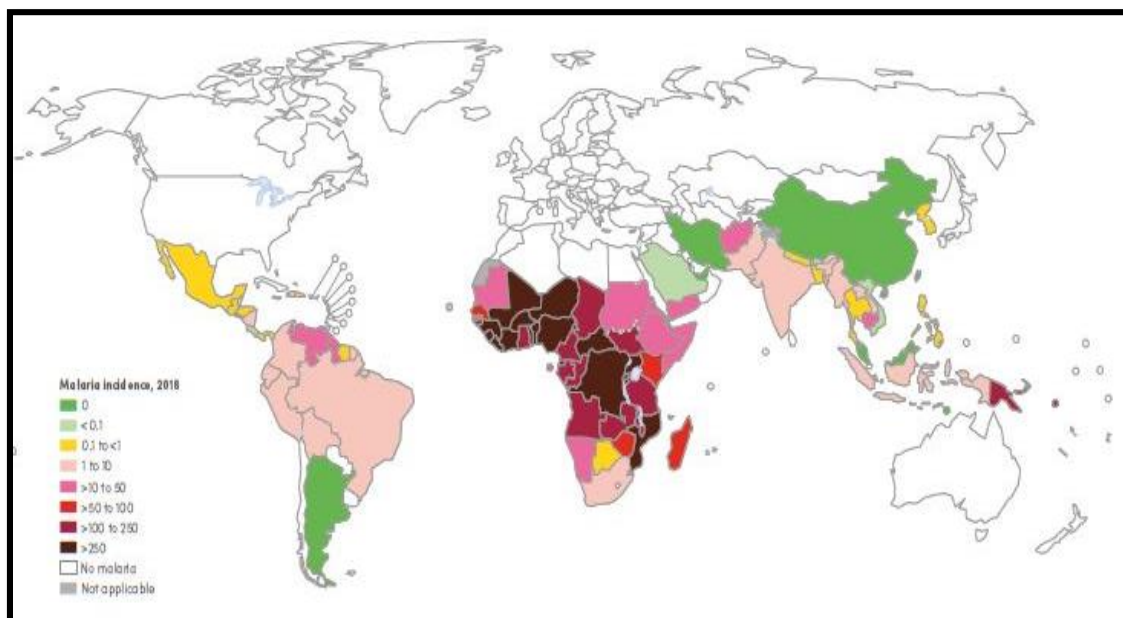 Malaria incidence, 2018
0
< 0.1
0.1 to <1
1 to 10
>10 to 50
>50 to 100
>100 to 250
>250
No malaria
Not applicable